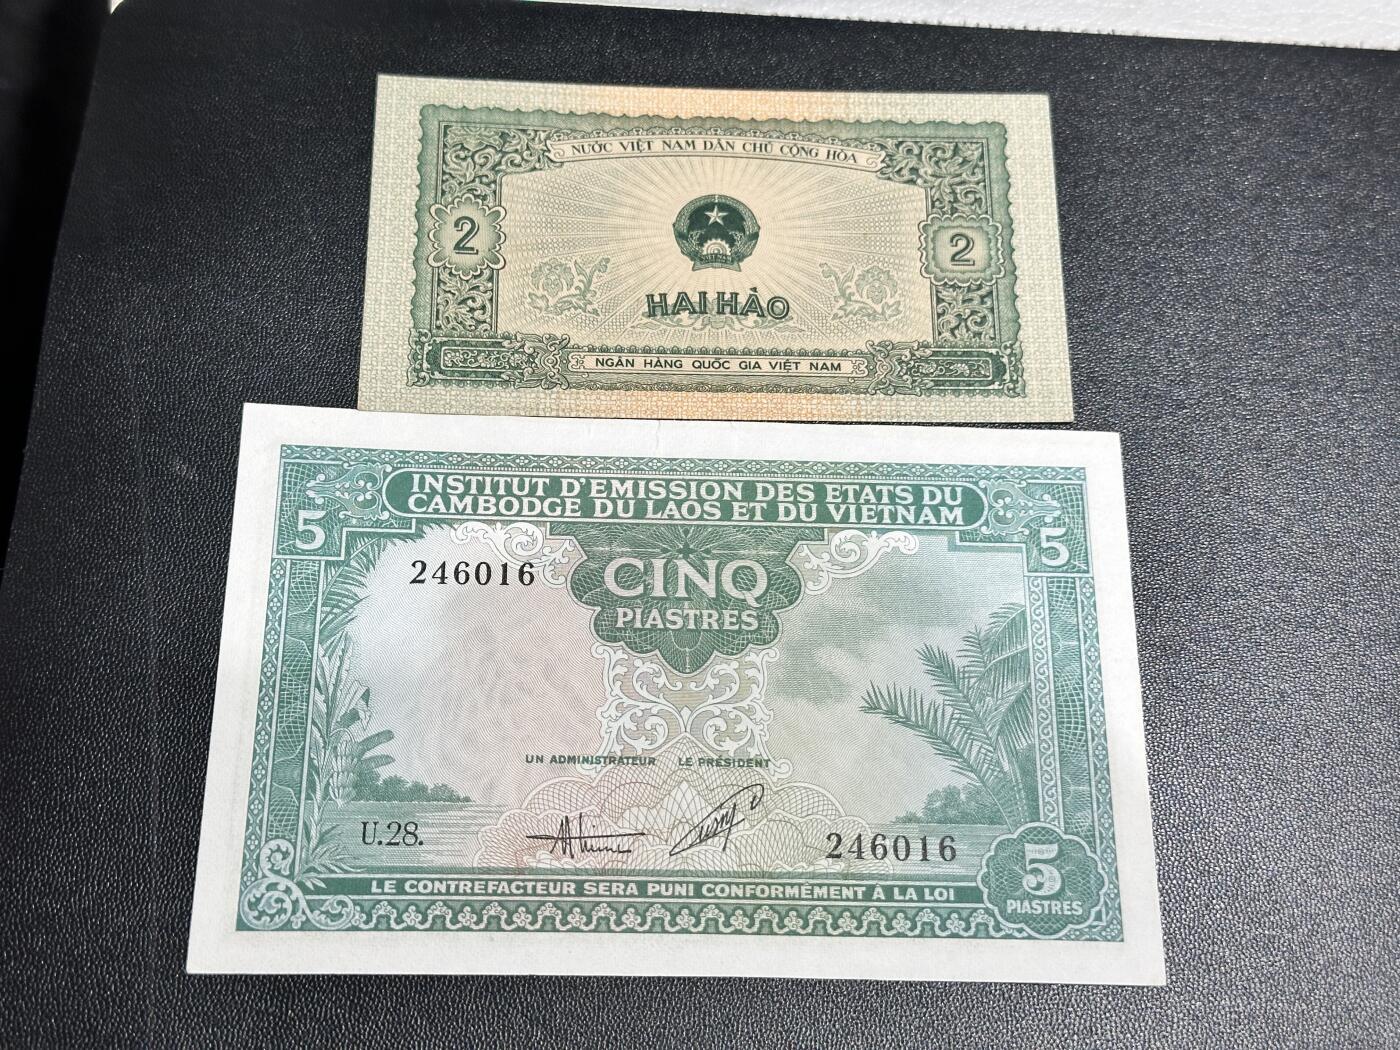 NƯỚC VIỆT NAM DÂN CHỦ CỘNG HÒA
2
2
VIỆT NAM
HAI HÀO
NGÂN HÀNG QUỐC GIA VIỆT NAM
INSTITUT D'EMISSION DES ETATS DU
CAMBODGE DU LAOS ET DU VIETNAM
5
5
246016
CINQ
PIASTRES
UN ADMINISTRATEUR LE PRÉSIDENT
U.28.
246016
5
PIASTRES
LE CONTREFACTEUR SERA PUNI CONFORMÉMENT À LA LOI